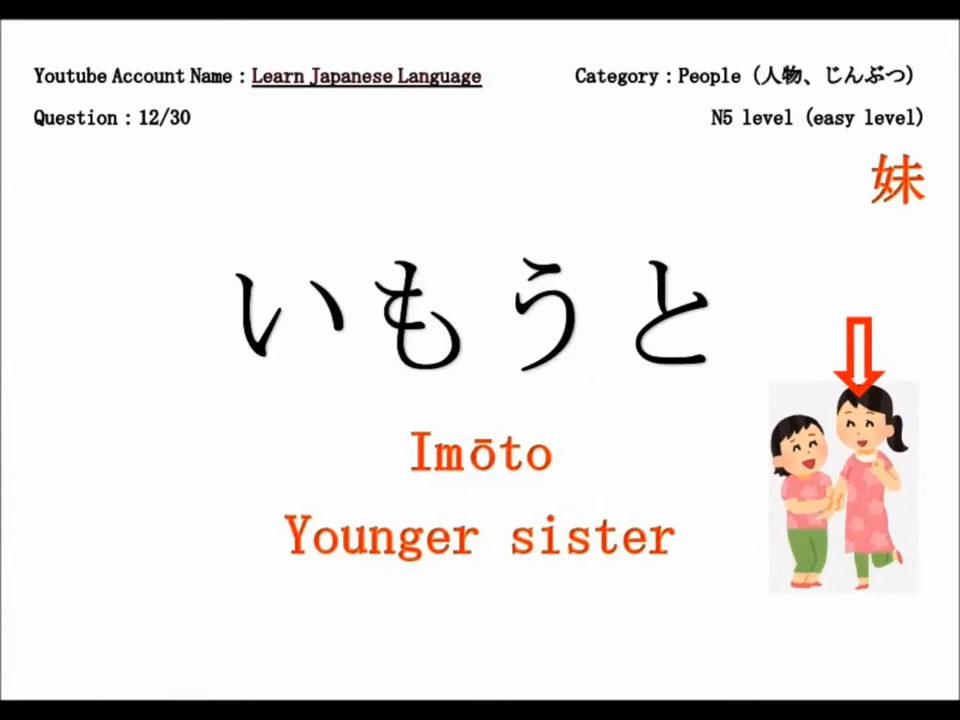 Youtube Account Name : Learn Japanese Language
Category : People (人物、じんぶつ)
Question : 12/30
N5 level (easy level)
妹
いもうと
Imōto
Younger sister